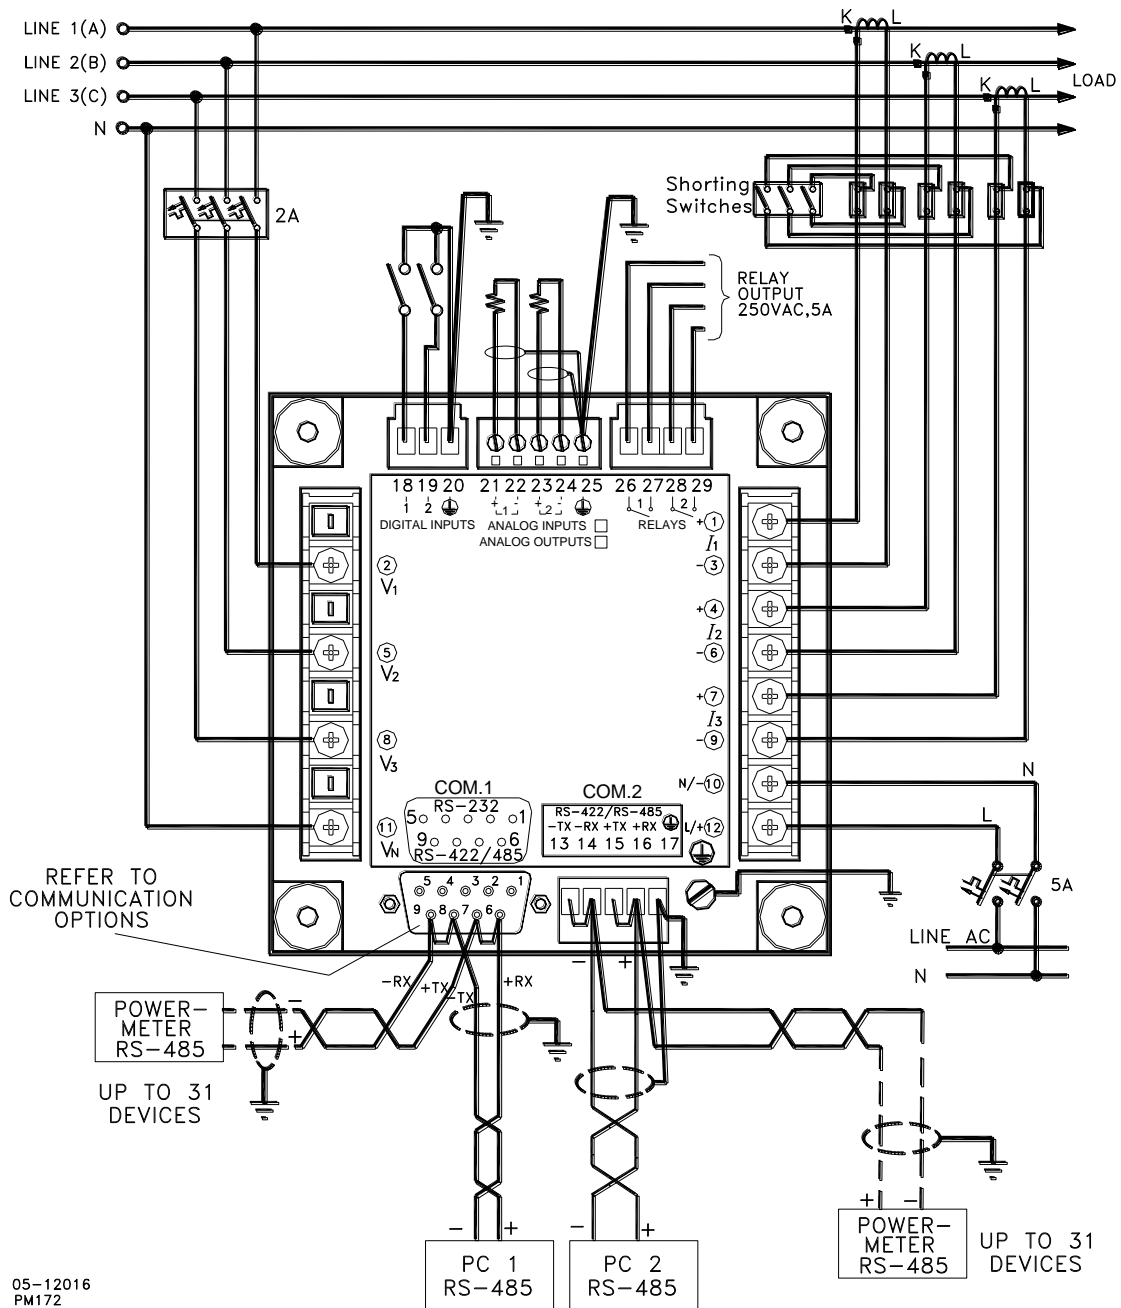 LINE 1(A)
LINE 2(B)
LINE 3(C)
N
K L
K L
K L
LOAD
2A
Shorting
Switches
RELAY
OUTPUT
250VAC,5A
18 19 20 21 22 23 24 25 26 27 28 29
1 2 + 1 - + 2 - 1 2
DIGITAL INPUTS
ANALOG INPUTS
ANALOG OUTPUTS
RELAYS
+1
I1
-3
+4
I2
-6
+7
I3
-9
N/-10
L/+12
2
V1
5
V2
8
V3
11
VN
COM.1
RS-232
5 1
9 6
RS-422/485
COM.2
RS-422/RS-485
-TX -RX +TX +RX
13 14 15 16 17
5 4 3 2 1
9 8 7 6
REFER TO
COMMUNICATION
OPTIONS
N
L
5A
LINE AC
N
- +
-RX +TX -TX +RX
POWER-
METER
RS-485
-
+
UP TO 31
DEVICES
- +
PC 1
RS-485
- +
PC 2
RS-485
+ -
POWER-
METER
RS-485
UP TO 31
DEVICES
05-12016
PM172